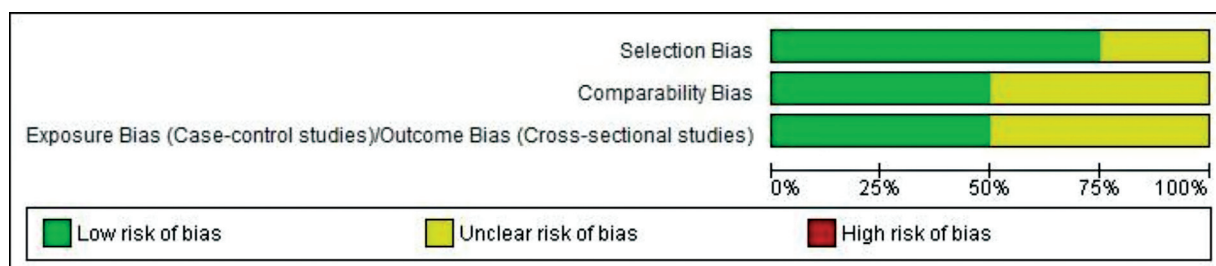 Selection Bias
Comparability Bias
Exposure Bias (Case-control studies)/Outcome Bias (Cross-sectional studies)
0% 25% 50% 75% 100%
Low risk of bias Unclear risk of bias High risk of bias